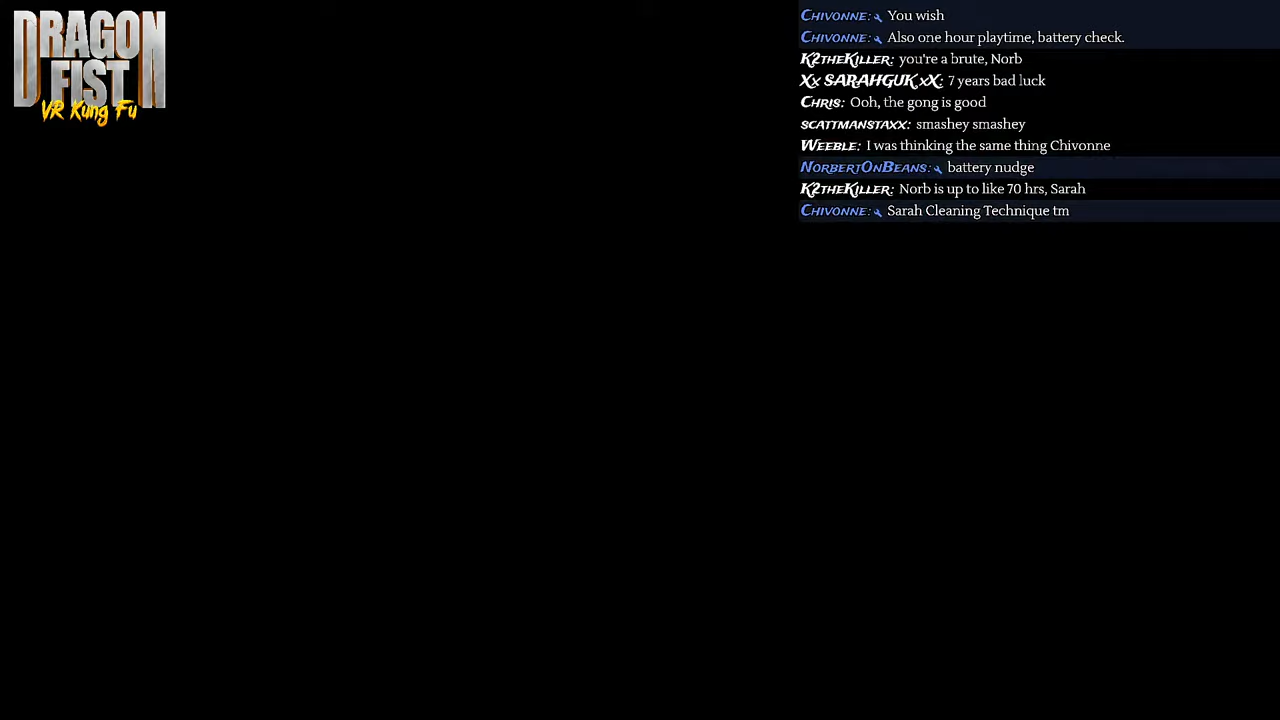 DRAGON
FIST
VR Kung Fu
Chivonne: You wish
Chivonne: Also one hour playtime, battery check.
K2theKiller: you're a brute, Norb
Xx SARAHGUK xX: 7 years bad luck
Chris: Ooh, the gong is good
scattmanstaxx: smashey smashey
Weeble: I was thinking the same thing Chivonne
NorbertOnBeans: battery nudge
K2theKiller: Norb is up to like 70 hrs, Sarah
Chivonne: Sarah Cleaning Technique tm